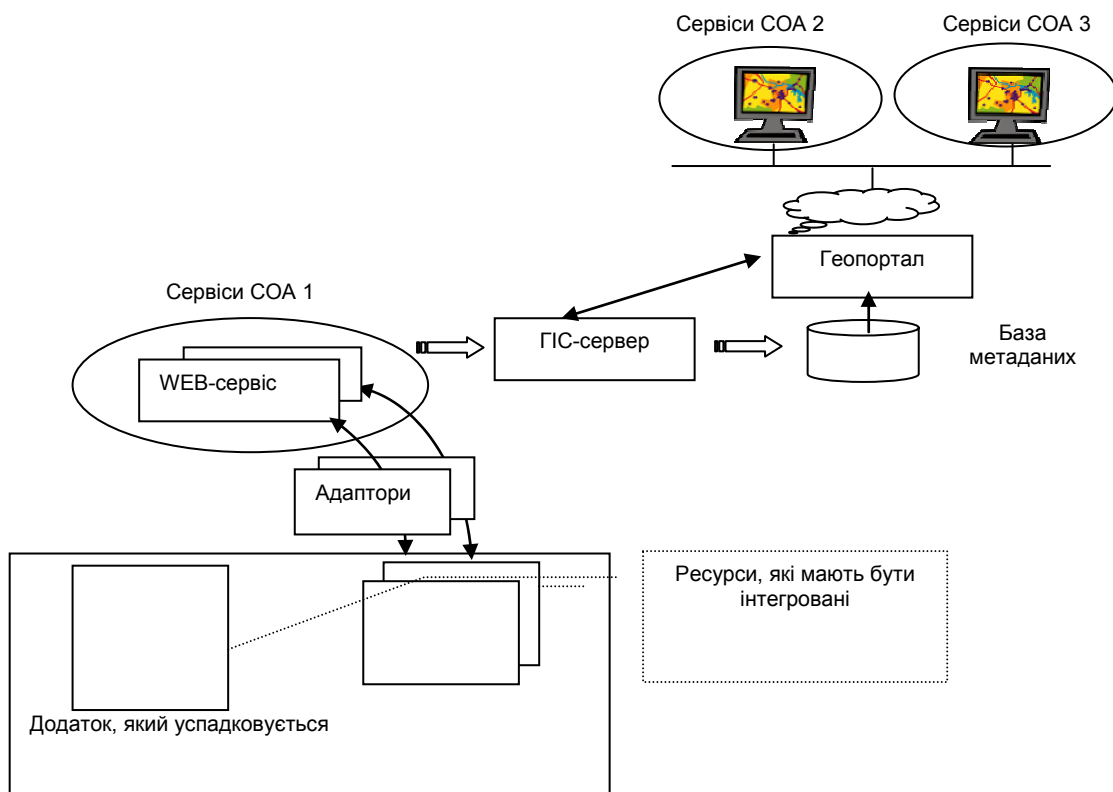 Сервіси СОА 2
Сервіси СОА 3
Геопортал
Сервіси СОА 1
ГІС-сервер
База
метаданих
WEB-сервіс
Адаптори
Ресурси, які мають бути
інтегровані
Додаток, який успадковується